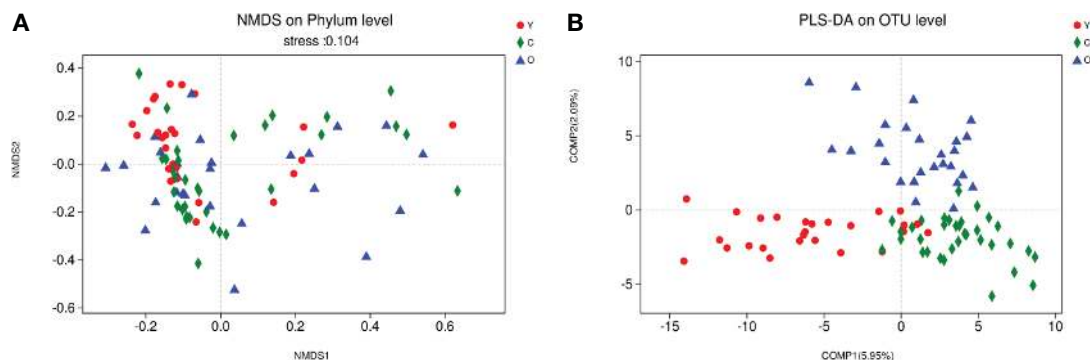 A
NMDS on Phylum level
stress :0.104
Y
C
O
NMDS2
0.4
0.2
-0.0
-0.2
-0.4
-0.6
-0.2
0.0
0.2
0.4
0.6
NMDS1
B
PLS-DA on OTU level
Y
C
O
COMP2(2.09%)
10
5
0
-5
-15
-10
-5
0
5
10
COMP1(5.95%)